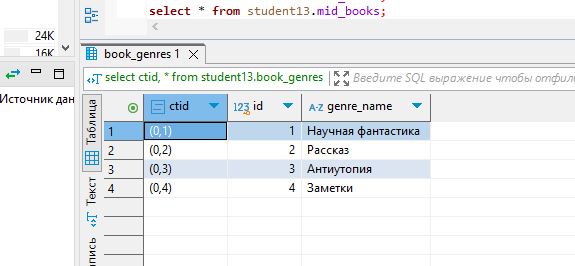 select * from student13.mid_books;
24K
16K
book_genres 1
select ctid, * from student13.book_genres
Введите SQL выражение чтобы отфил
Источник дан
Таблица
Текст
пись
ctid
123 id
A-Z genre_name
1 (0,1) 1 Научная фантастика
2 (0,2) 2 Рассказ
3 (0,3) 3 Антиутопия
4 (0,4) 4 Заметки